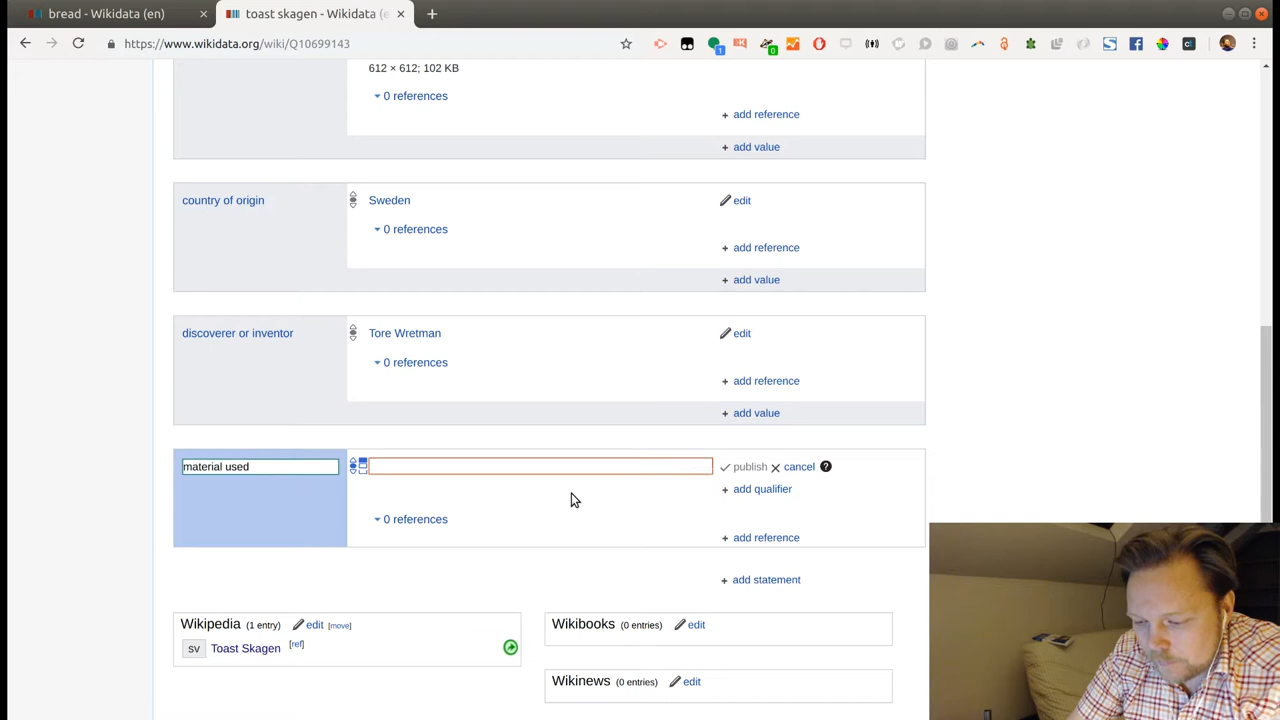 bread - Wikidata (en)
toast skagen - Wikidata (e
https://www.wikidata.org/wiki/Q10699143
1
0
612 × 612; 102 KB
0 references
+ add reference
+ add value
country of origin
Sweden
edit
0 references
+ add reference
+ add value
discoverer or inventor
Tore Wretman
edit
0 references
+ add reference
+ add value
material used
publish
cancel
?
+ add qualifier
0 references
+ add reference
+ add statement
Wikipedia (1 entry) edit [move]
sv Toast Skagen [ref]
Wikibooks (0 entries) edit
Wikinews (0 entries) edit